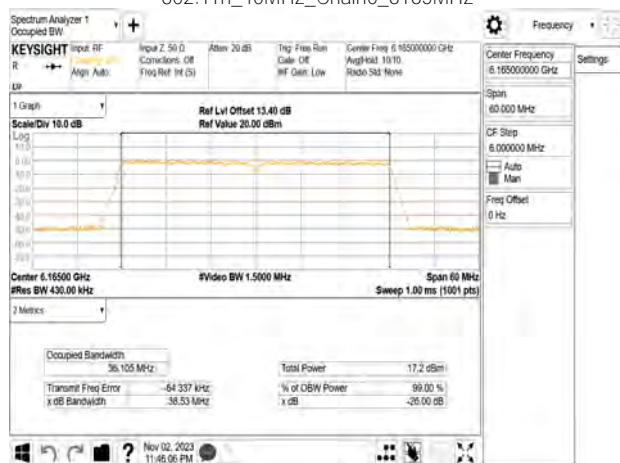 Spectrum Analyzer 1
Occupied BW
Frequency
KEYSIGHT
Input: RF
Input Z: 50 Ω
Atten: 20 dB
Trig: Free Run
Center Freq: 6.165000000 GHz
R
Corrections: Off
Gate: Off
Avg|Hold: 10/10
Align: Auto
Freq Ref: Int (S)
#IF Gain: Low
Radio Std: None
Center Frequency
6.165000000 GHz
Settings
Span
60.000 MHz
CF Step
6.000000 MHz
Auto
Man
Freq Offset
0 Hz
1 Graph
Scale/Div 10.0 dB
Ref Lvl Offset 13.40 dB
Ref Value 20.00 dBm
Log
Center 6.16500 GHz
#Video BW 1.5000 MHz
Span 60 MHz
#Res BW 430.00 kHz
Sweep 1.00 ms (1001 pts)
2 Metrics
Occupied Bandwidth
36.105 MHz
Total Power
17.2 dBm
Transmit Freq Error
-64.337 kHz
% of OBW Power
99.00 %
x dB Bandwidth
38.53 MHz
x dB
-26.00 dB
Nov 02, 2023
11:46:06 PM